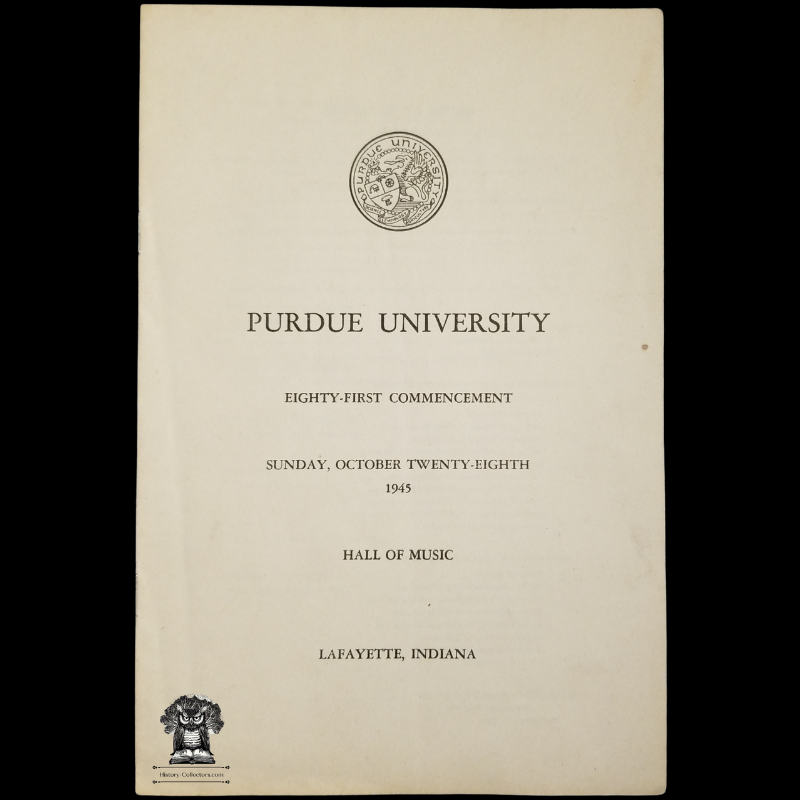 PURDUE UNIVERSITY
PURDUE UNIVERSITY
EIGHTY-FIRST COMMENCEMENT
SUNDAY, OCTOBER TWENTY-EIGHTH
1945
HALL OF MUSIC
LAFAYETTE, INDIANA
History-Collectors.com